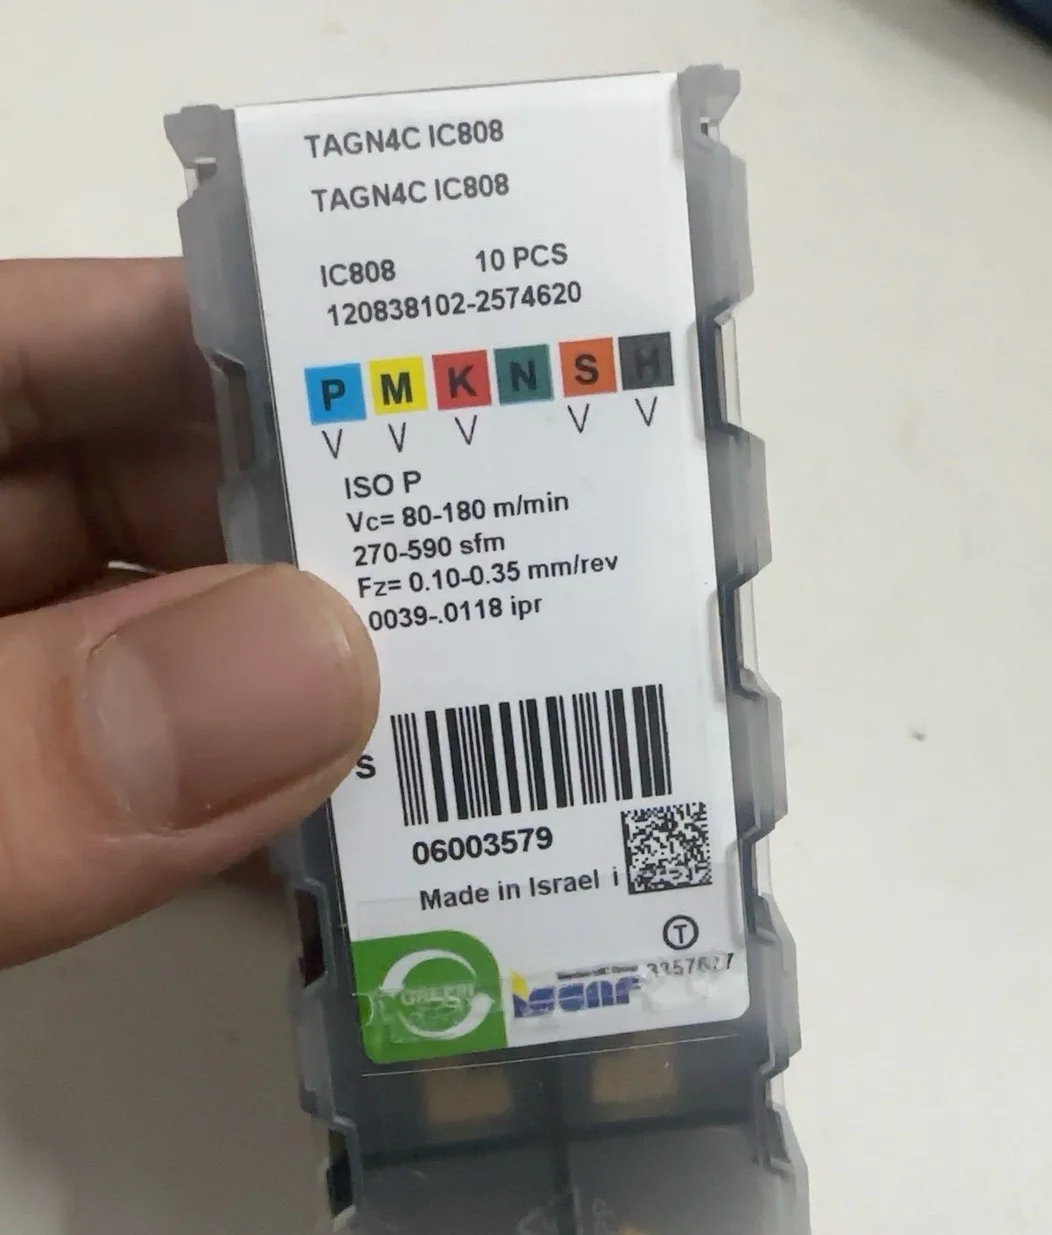 TAGN4C IC808
TAGN4C IC808
IC808 10 PCS
120838102-2574620
P M K N S H
V V V V V
ISO P
Vc= 80-180 m/min
270-590 sfm
Fz= 0.10-0.35 mm/rev
.0039-.0118 ipr
S
06003579
Made in Israel i
T